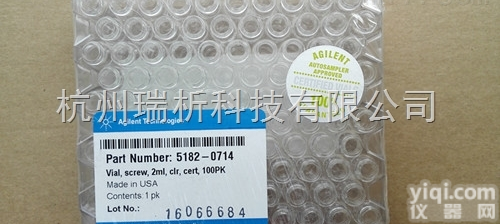 AGILENT
AUTOSAMPLER
APPROVED
CERTIFIED
100
杭州瑞析科技有限公司
Agilent Technologies
Part Number: 5182-0714
Vial, screw, 2ml, clr, cert, 100PK
Made in USA
Contents: 1 pk
Lot No.:
16066684
yiqi.com
仪器网